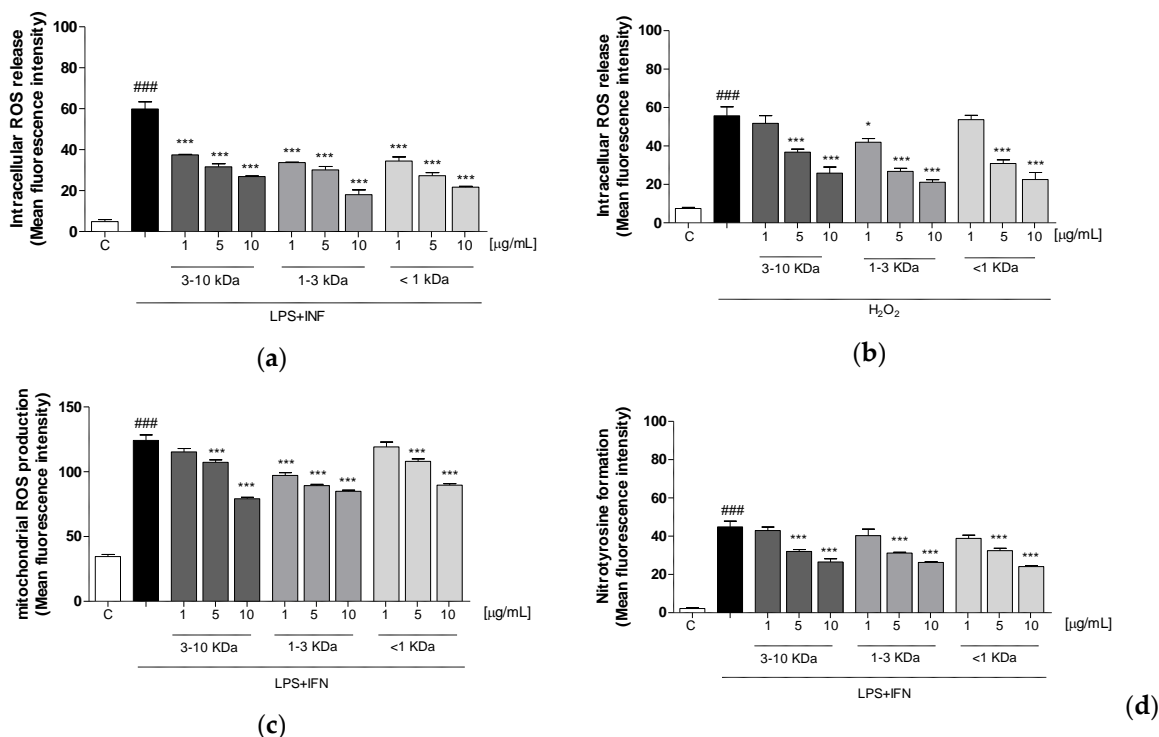 Intracellular ROS release
(Mean fluorescence intensity)
100
80
60
40
20
0
###
*** *** *** *** *** *** *** *** ***
C 1 5 10 1 5 10 1 5 10 [µg/mL]
3-10 kDa 1-3 kDa < 1 kDa
LPS+INF
(a)
Intracelluar ROS release
(Mean fluorescence intensity)
100
80
60
40
20
0
###
*** *** * *** *** *** ***
C 1 5 10 1 5 10 1 5 10 [µg/mL]
3-10 KDa 1-3 KDa <1 KDa
H₂O₂
(b)
mitochondrial ROS production
(Mean fluorescence intensity)
150
100
50
0
###
*** *** *** *** *** *** ***
C 1 5 10 1 5 10 1 5 10 [µg/mL]
3-10 KDa 1-3 KDa <1 KDa
LPS+IFN
(c)
Nitrotyrosine formation
(Mean fluorescence intensity)
100
80
60
40
20
0
###
*** *** *** *** *** ***
C 1 5 10 1 5 10 1 5 10 [µg/mL]
3-10 KDa 1-3 KDa <1 KDa
LPS+IFN
(d)